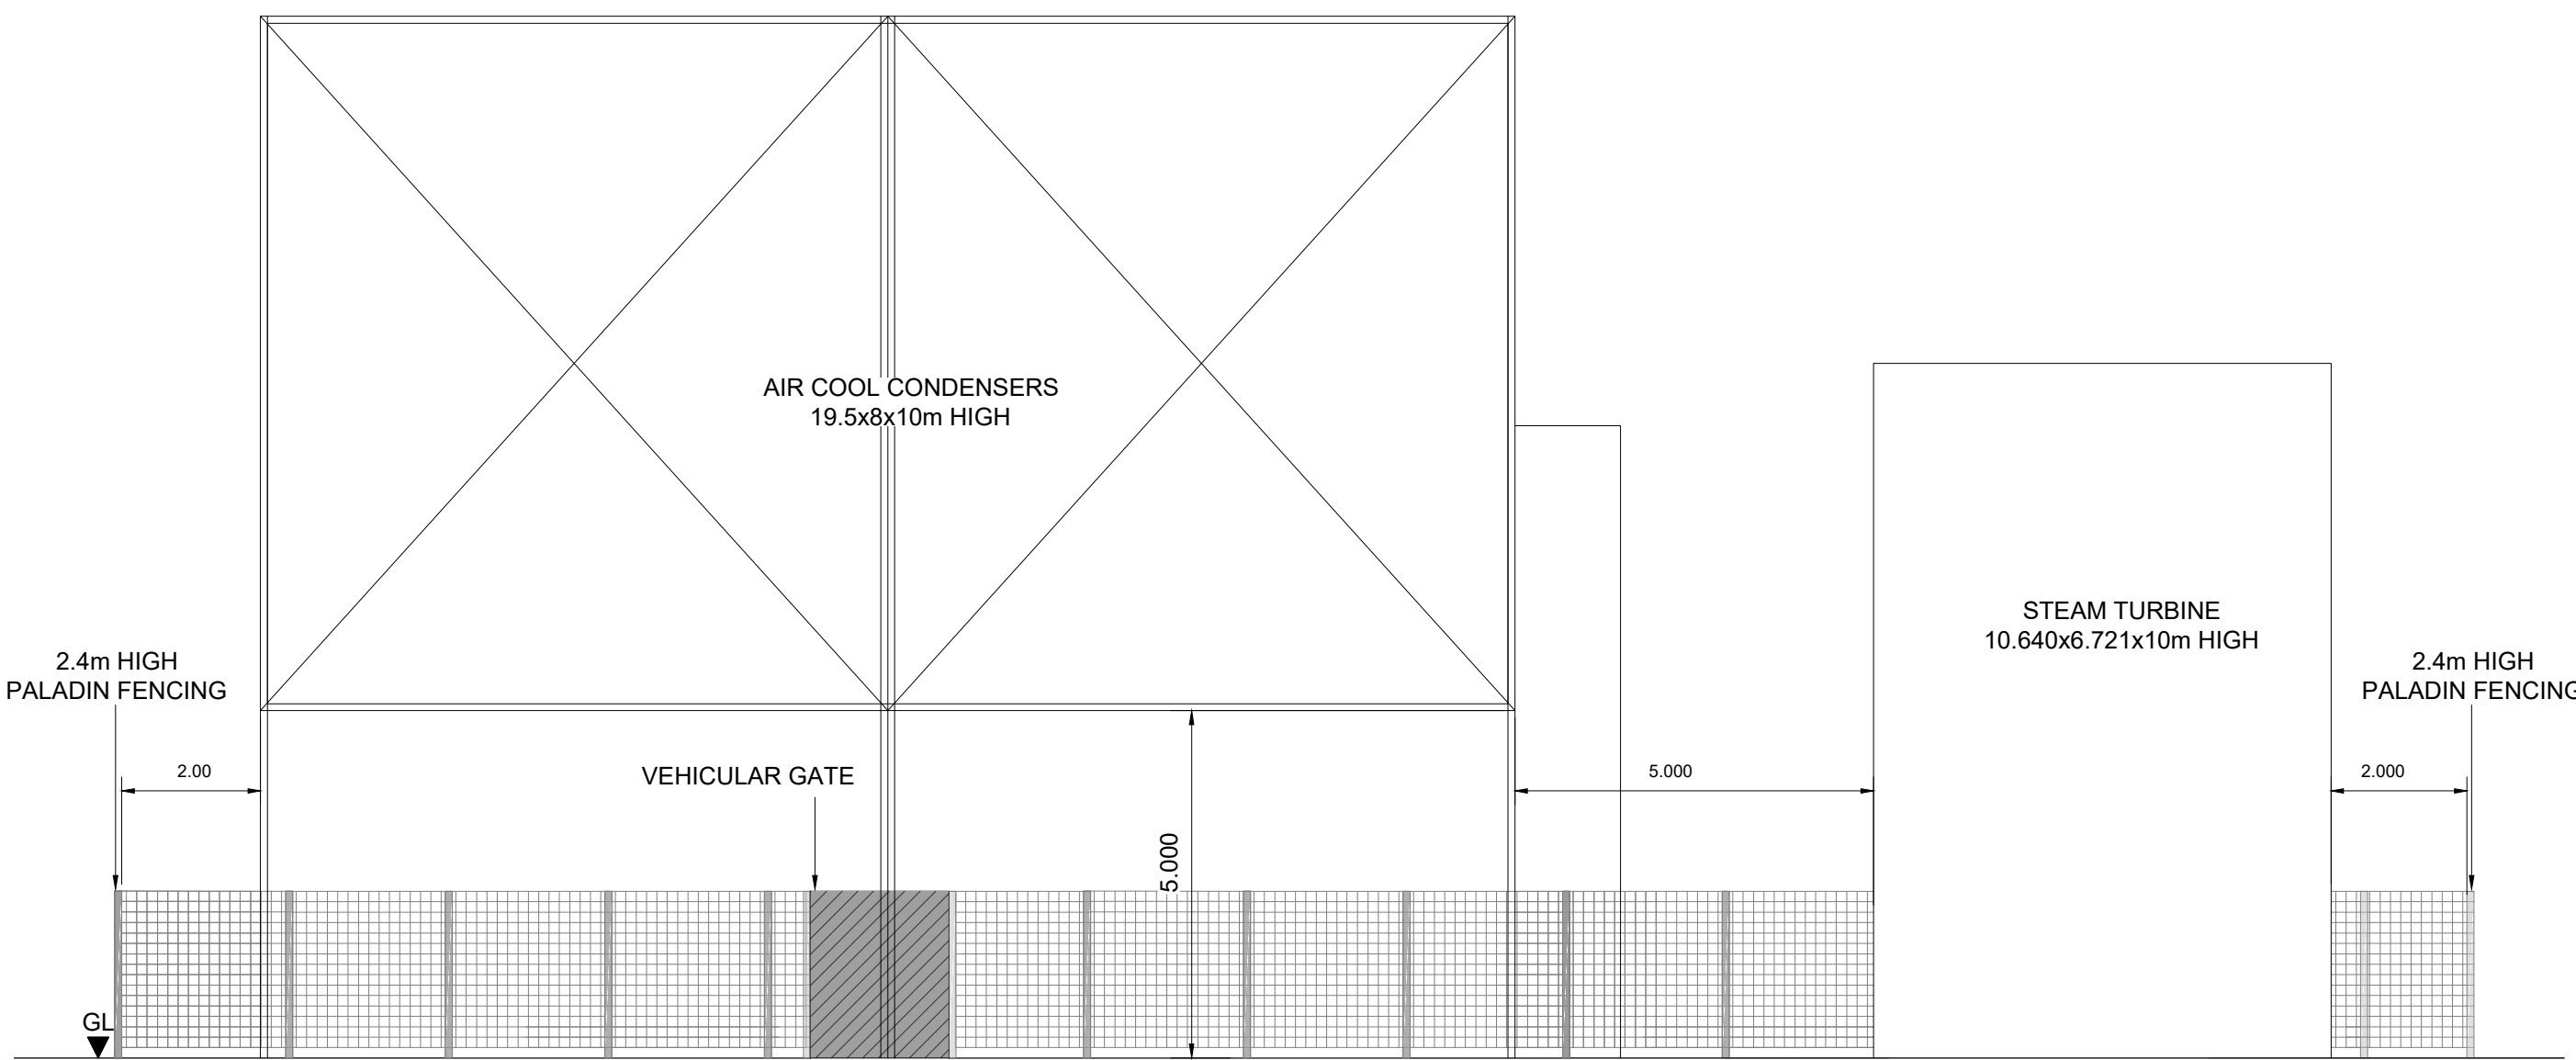 AIR COOL CONDENSERS
19.5x8x10m HIGH
STEAM TURBINE
10.640x6.721x10m HIGH
2.4m HIGH
PALADIN FENCING
2.4m HIGH
PALADIN FENCING
2.00
VEHICULAR GATE
5.000
5.000
2.000
GL